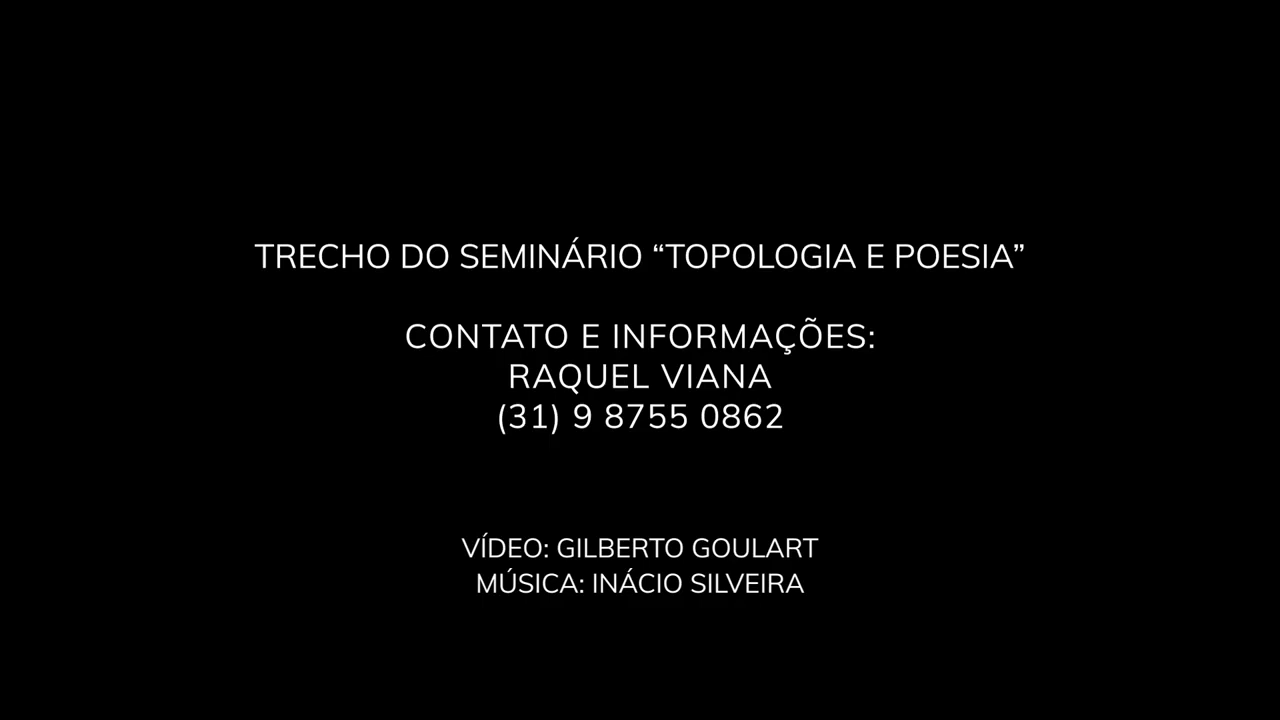 TRECHO DO SEMINÁRIO “TOPOLOGIA E POESIA”
CONTATO E INFORMAÇÕES:
RAQUEL VIANA
(31) 9 8755 0862
VÍDEO: GILBERTO GOULART
MÚSICA: INÁCIO SILVEIRA